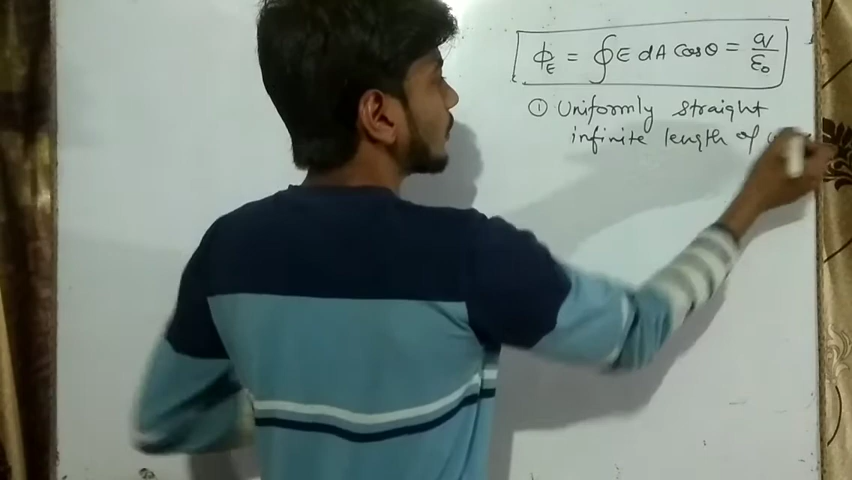 ϕ_E = ∮ E dA cosθ = q/ε₀
① Uniformly straight
infinite length of